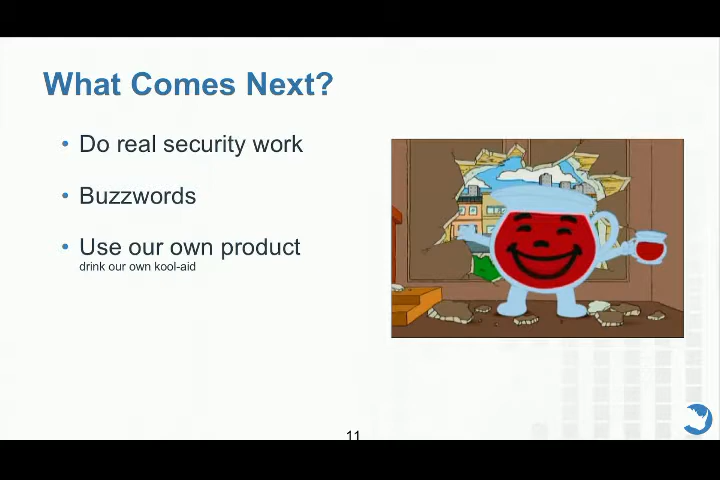 What Comes Next?
• Do real security work
• Buzzwords
• Use our own product
drink our own kool-aid
11